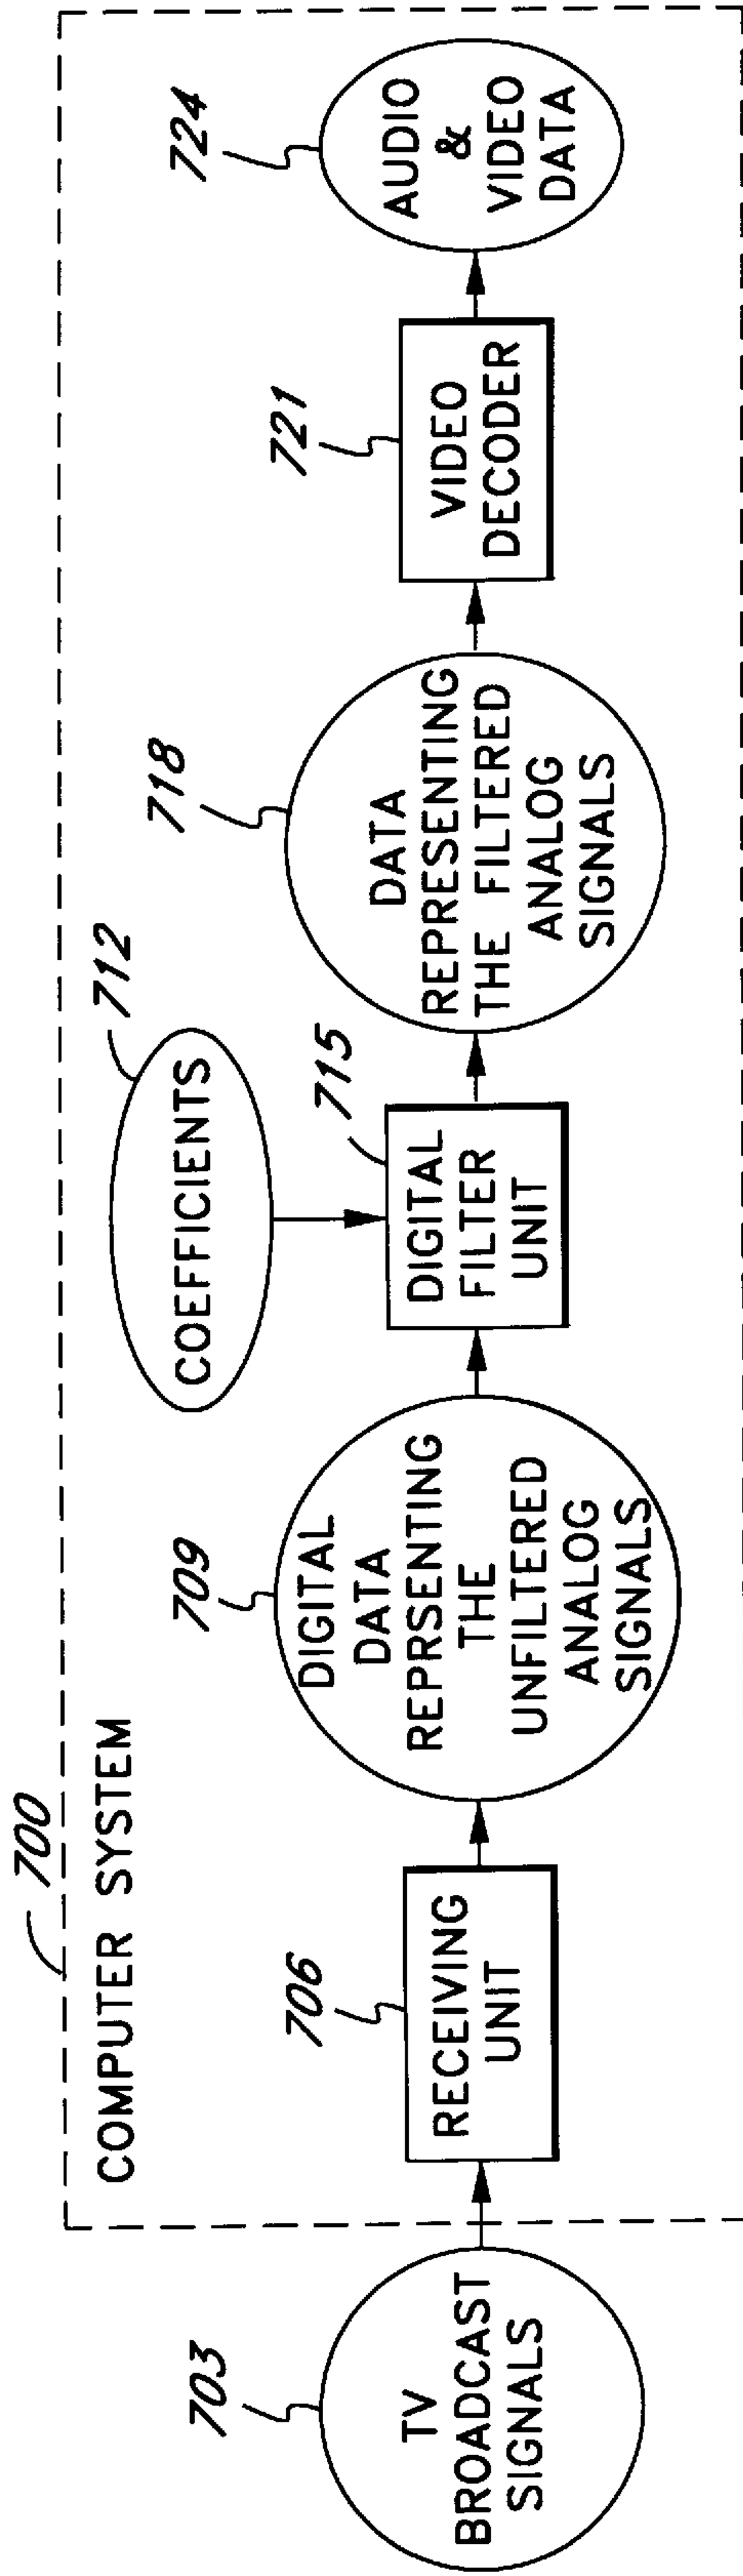 700
COMPUTER SYSTEM
703
TV
BROADCAST
SIGNALS
706
RECEIVING
UNIT
709
DIGITAL
DATA
REPRSENTING
THE
UNFILTERED
ANALOG
SIGNALS
712
COEFFICIENTS
715
DIGITAL
FILTER
UNIT
718
DATA
REPRESENTING
THE FILTERED
ANALOG
SIGNALS
721
VIDEO
DECODER
724
AUDIO
&
VIDEO
DATA